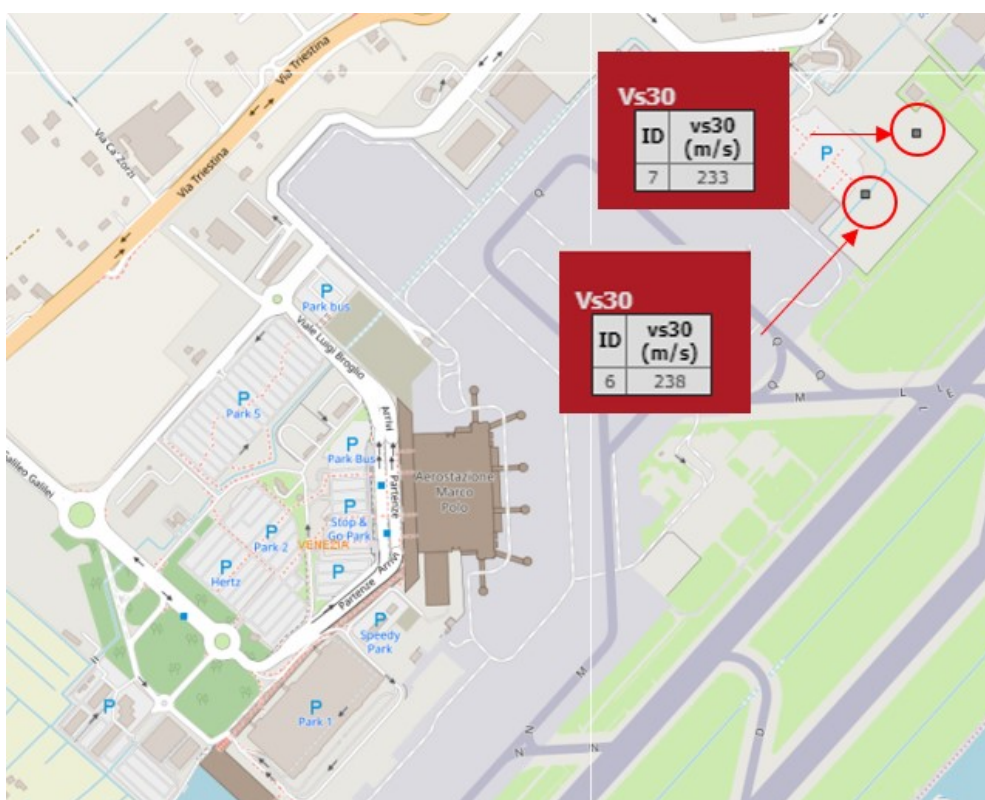 Via Triestina
Via Ca' Zorzi
Via Triestina
Vs30
ID
vs30
(m/s)
7
233
P
Q
Vs30
ID
vs30
(m/s)
6
238
P
Park bus
Viale Luigi Broglio
Q
Q
Q
M
L
L
E
P
Park 5
Arrivi
P
Park Bus
Partenze
Aerostazione
Marco
Polo
Galileo Galilei
P
Stop &
Go Park
P
Park 2
VENEZIA
P
Hertz
P
Partenze
Arrivi
P
Speedy
Park
P
P
Park 1
M
N
N
N
D